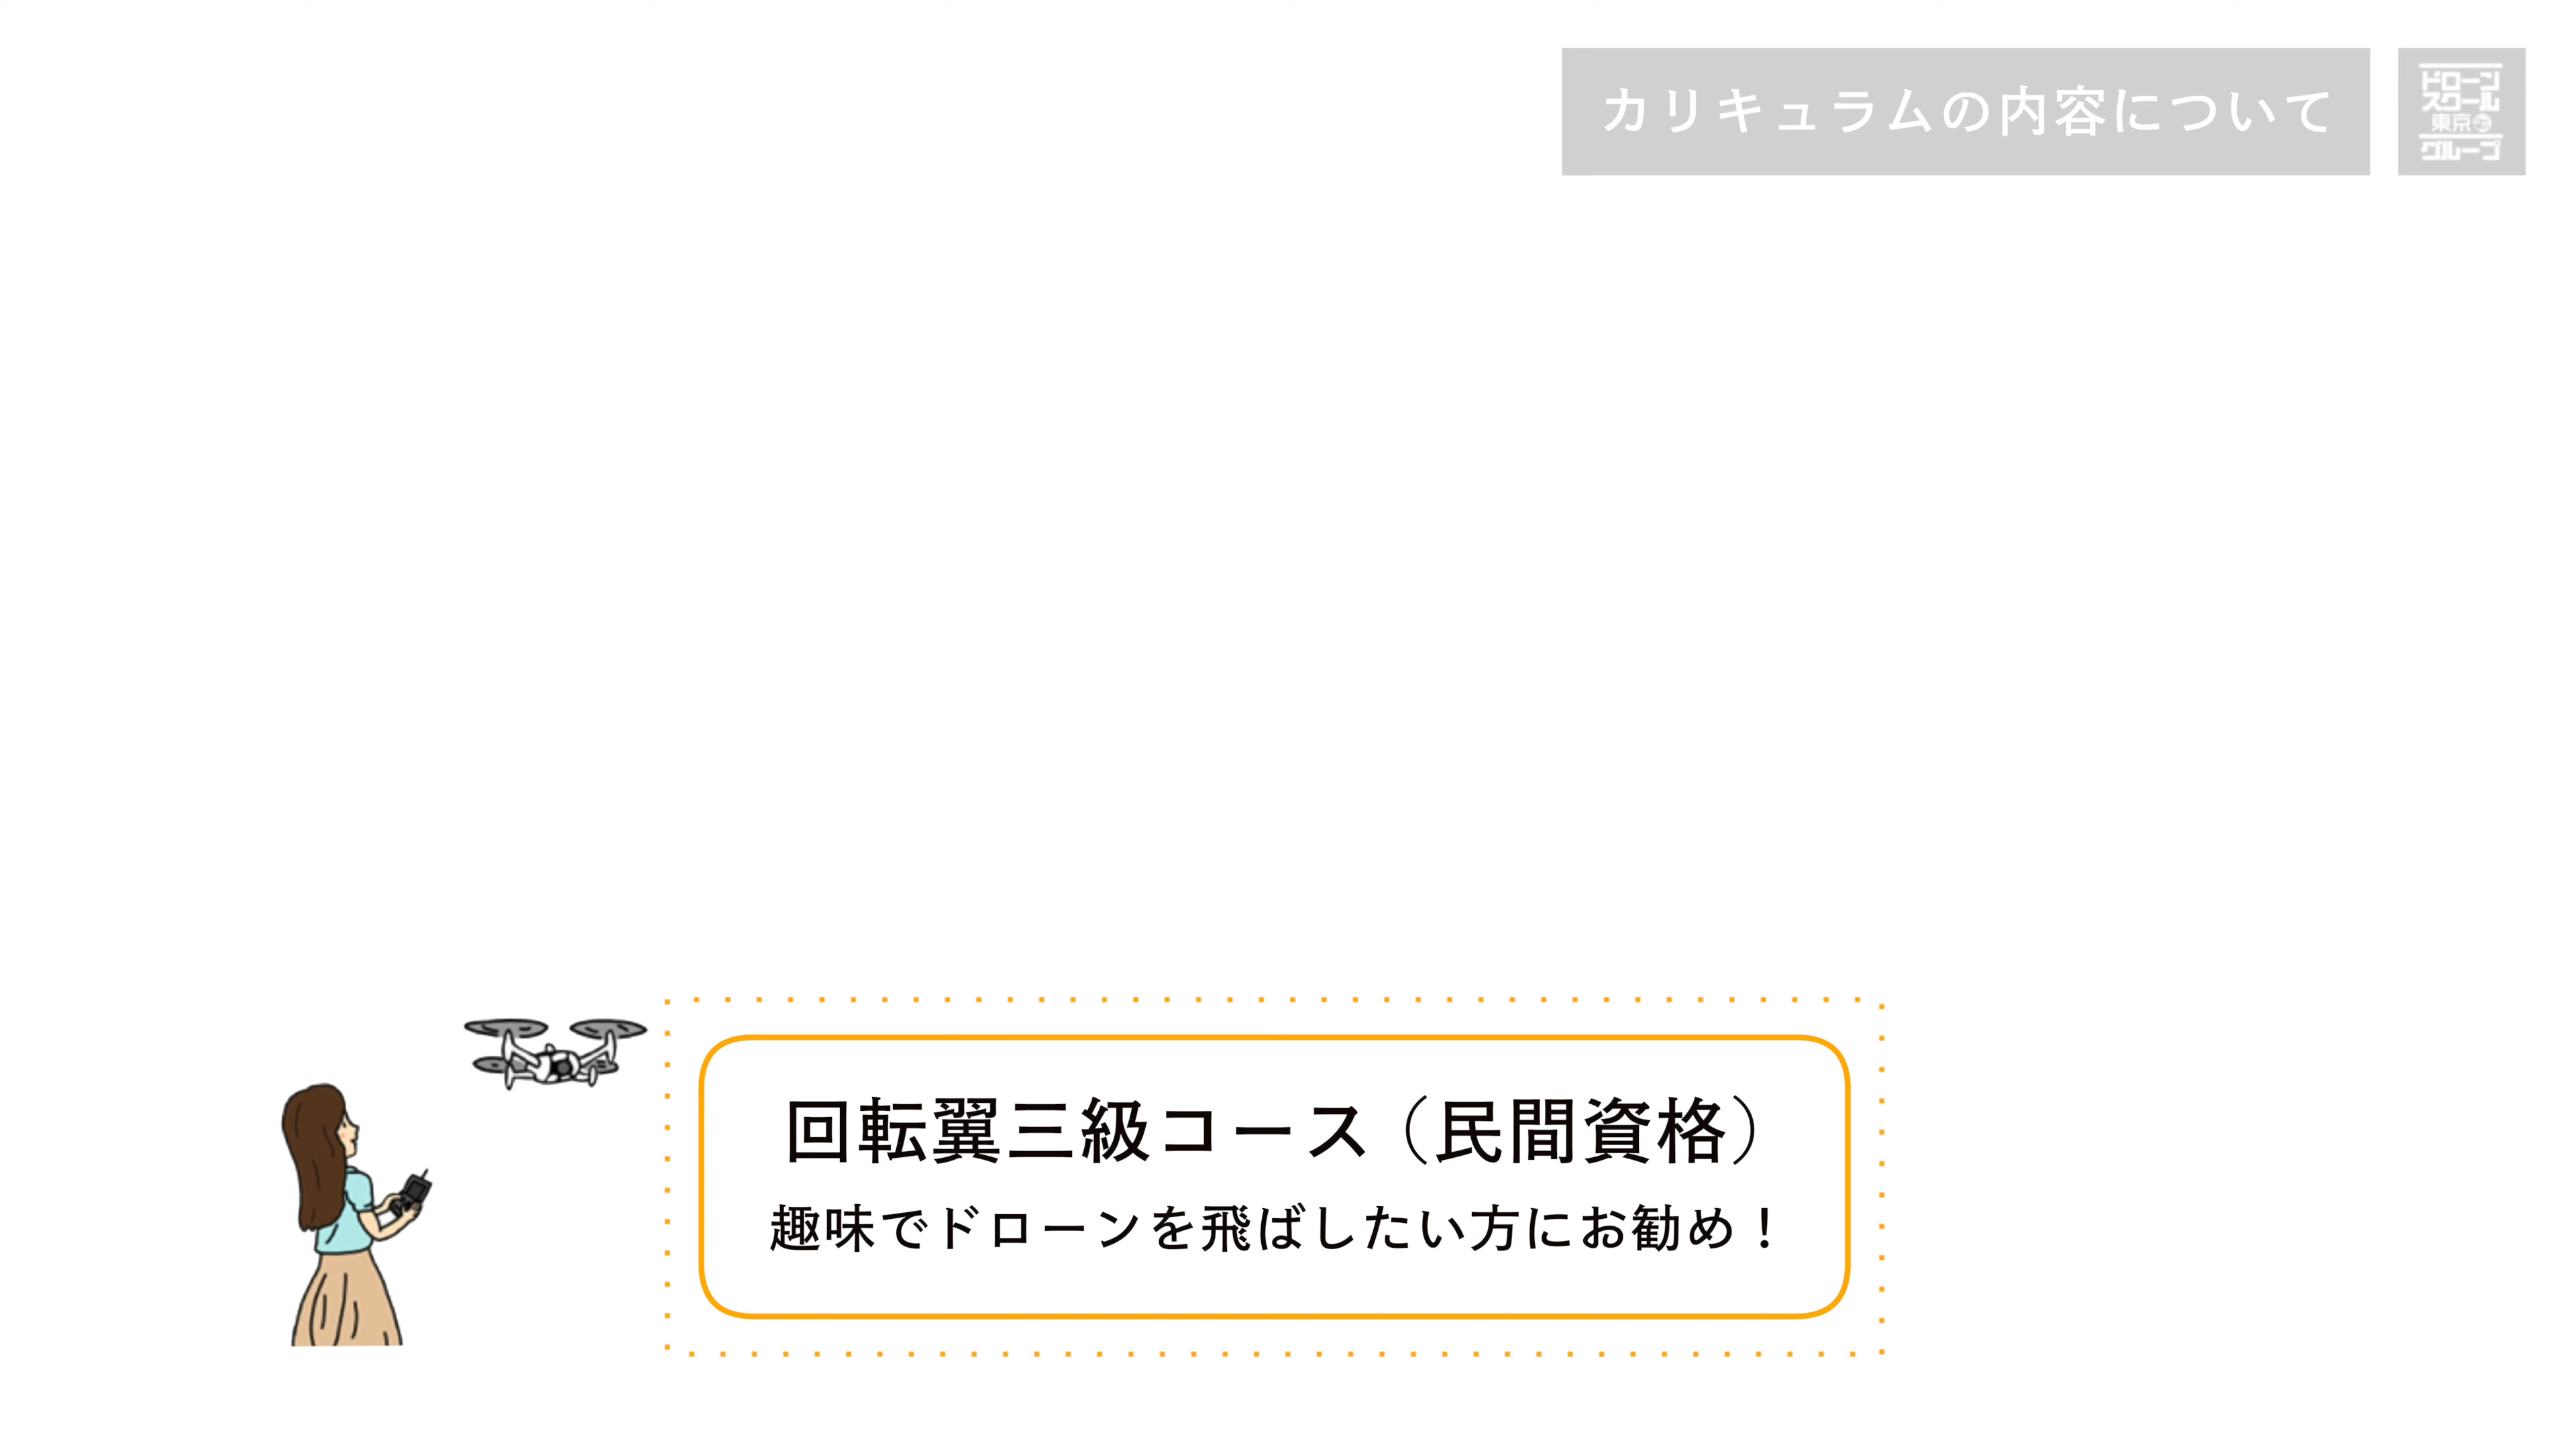 カリキュラムの内容について
ドローン
スクール
東京
グループ
回転翼三級コース（民間資格）
趣味でドローンを飛ばしたい方にお勧め！